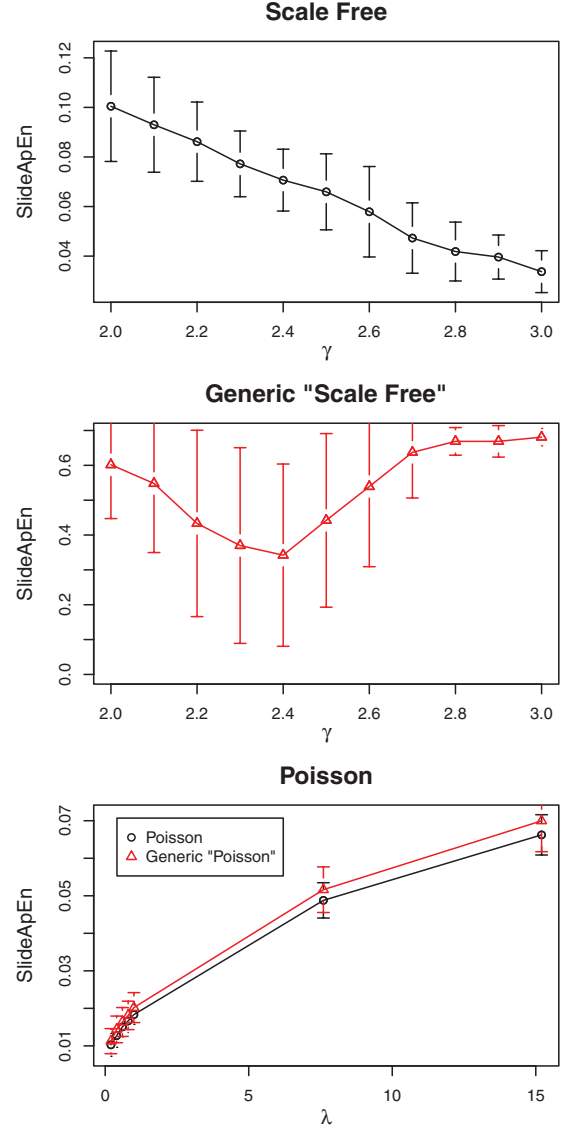 Scale Free
SlideApEn
0.04 0.06 0.08 0.10 0.12
2.0 2.2 2.4 2.6 2.8 3.0
γ
Generic "Scale Free"
SlideApEn
0.0 0.2 0.4 0.6
2.0 2.2 2.4 2.6 2.8 3.0
γ
Poisson
SlideApEn
0.01 0.03 0.05 0.07
Poisson
Generic "Poisson"
0 5 10 15
λ